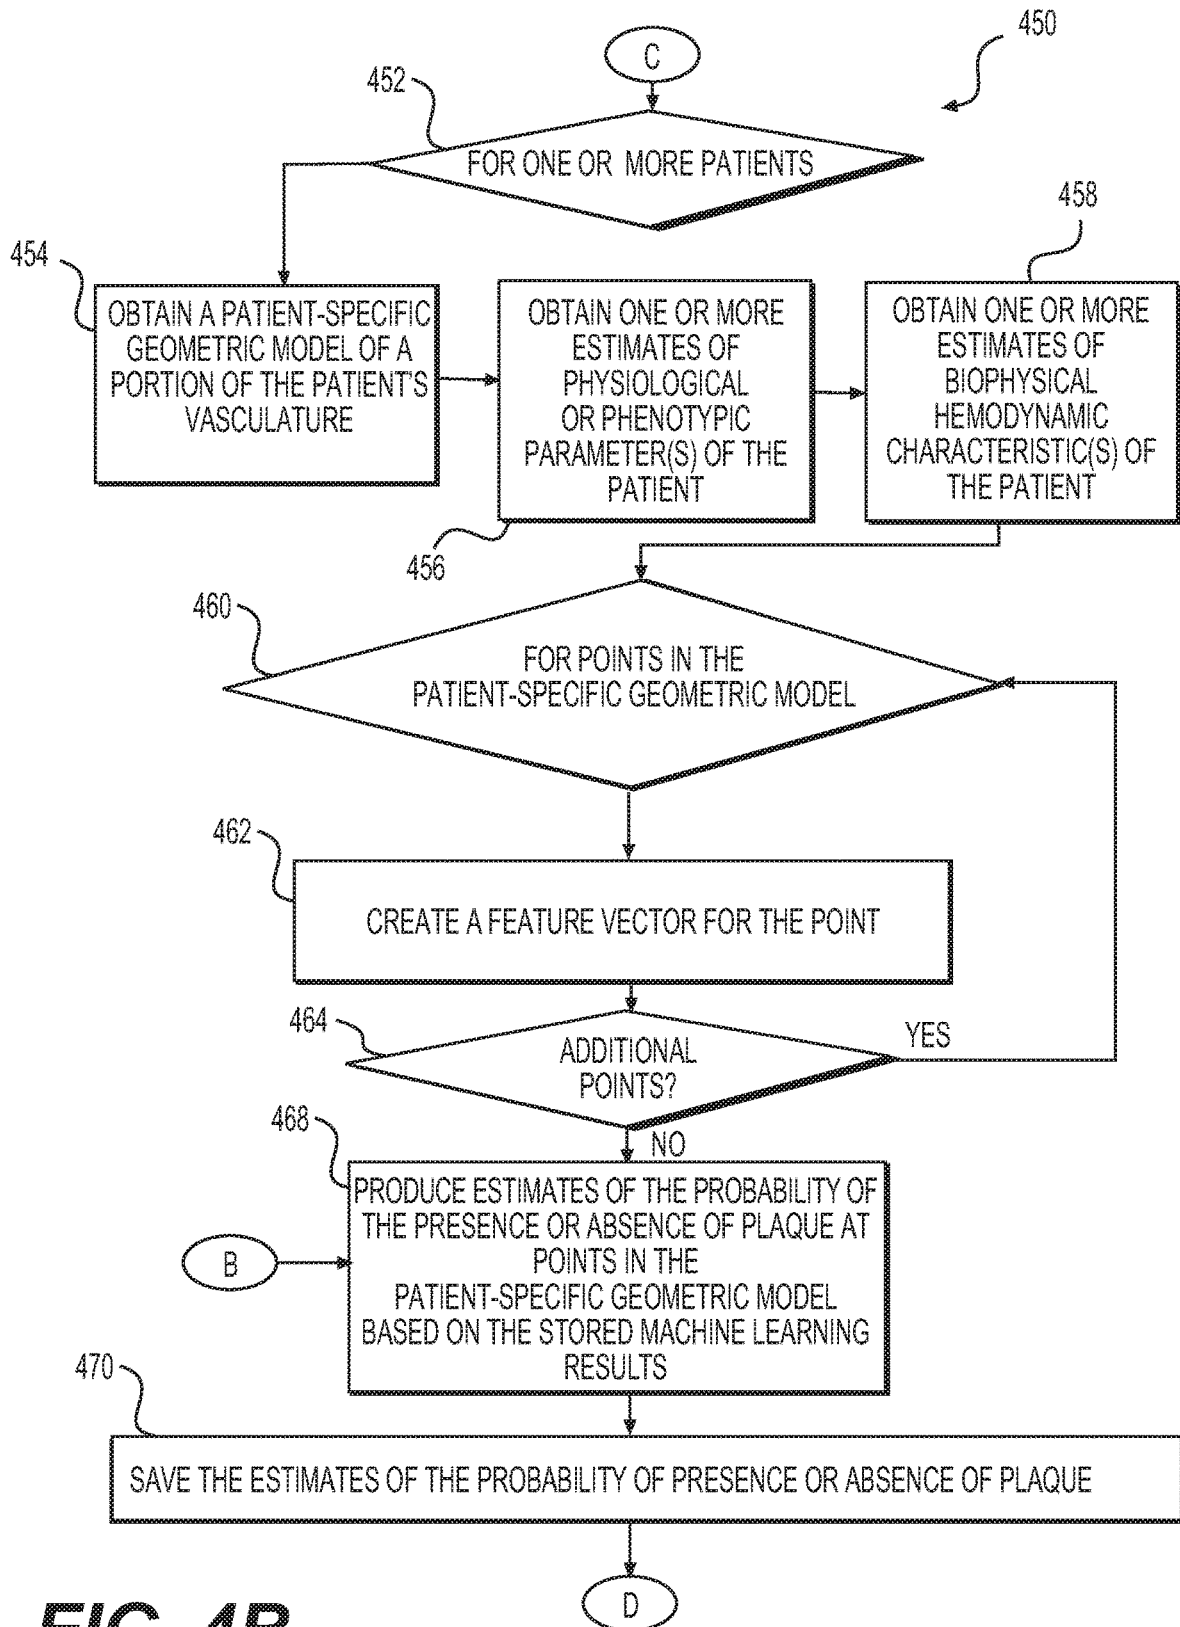 450
C
452
FOR ONE OR MORE PATIENTS
458
454
OBTAIN A PATIENT-SPECIFIC
GEOMETRIC MODEL OF A
PORTION OF THE PATIENT'S
VASCULATURE
OBTAIN ONE OR MORE
ESTIMATES OF
PHYSIOLOGICAL
OR PHENOTYPIC
PARAMETER(S) OF THE
PATIENT
OBTAIN ONE OR MORE
ESTIMATES OF
BIOPHYSICAL
HEMODYNAMIC
CHARACTERISTIC(S) OF
THE PATIENT
456
460
FOR POINTS IN THE
PATIENT-SPECIFIC GEOMETRIC MODEL
462
CREATE A FEATURE VECTOR FOR THE POINT
464
ADDITIONAL
POINTS?
YES
NO
468
PRODUCE ESTIMATES OF THE PROBABILITY OF
THE PRESENCE OR ABSENCE OF PLAQUE AT
POINTS IN THE
PATIENT-SPECIFIC GEOMETRIC MODEL
BASED ON THE STORED MACHINE LEARNING
RESULTS
B
470
SAVE THE ESTIMATES OF THE PROBABILITY OF PRESENCE OR ABSENCE OF PLAQUE
D
FIG. 4B